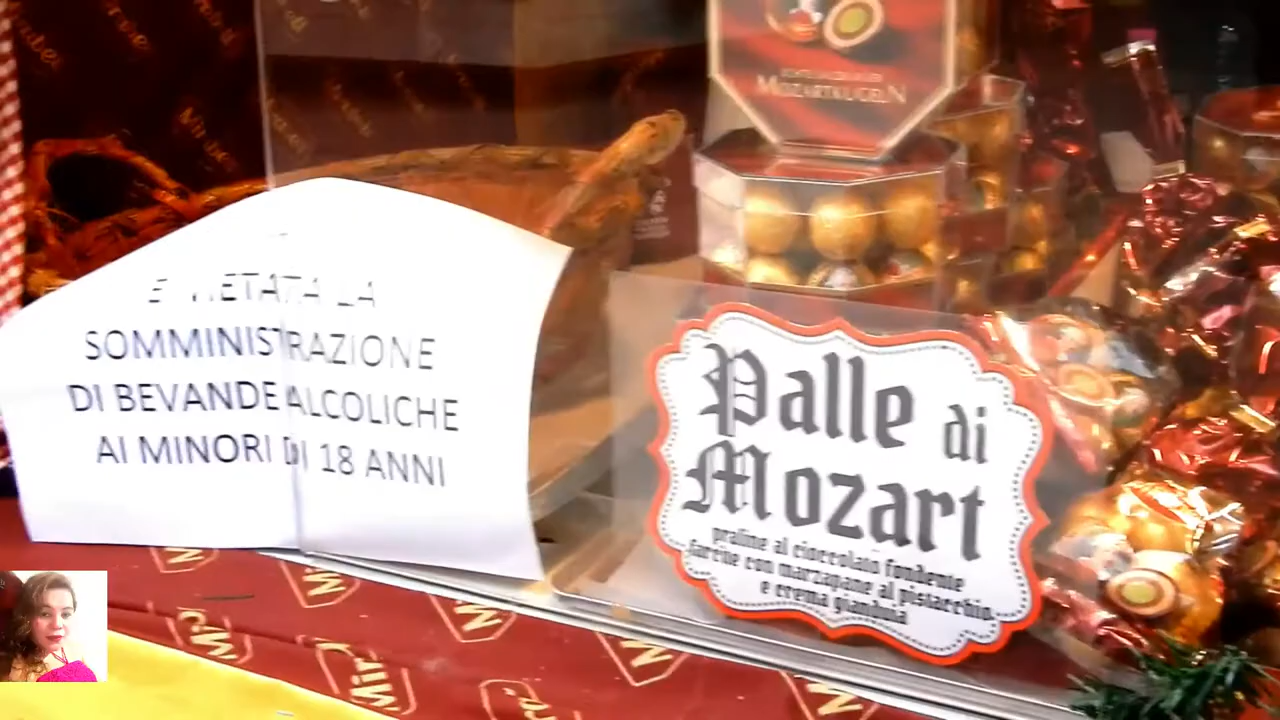 E' VIETATA LA
SOMMINISTRAZIONE
DI BEVANDE ALCOLICHE
AI MINORI DI 18 ANNI
MOZARTKUGELN
Palle di
Mozart
praline al cioccolato fondente
farcite con marzapane al pistacchio
e crema gianduia
Mirabell